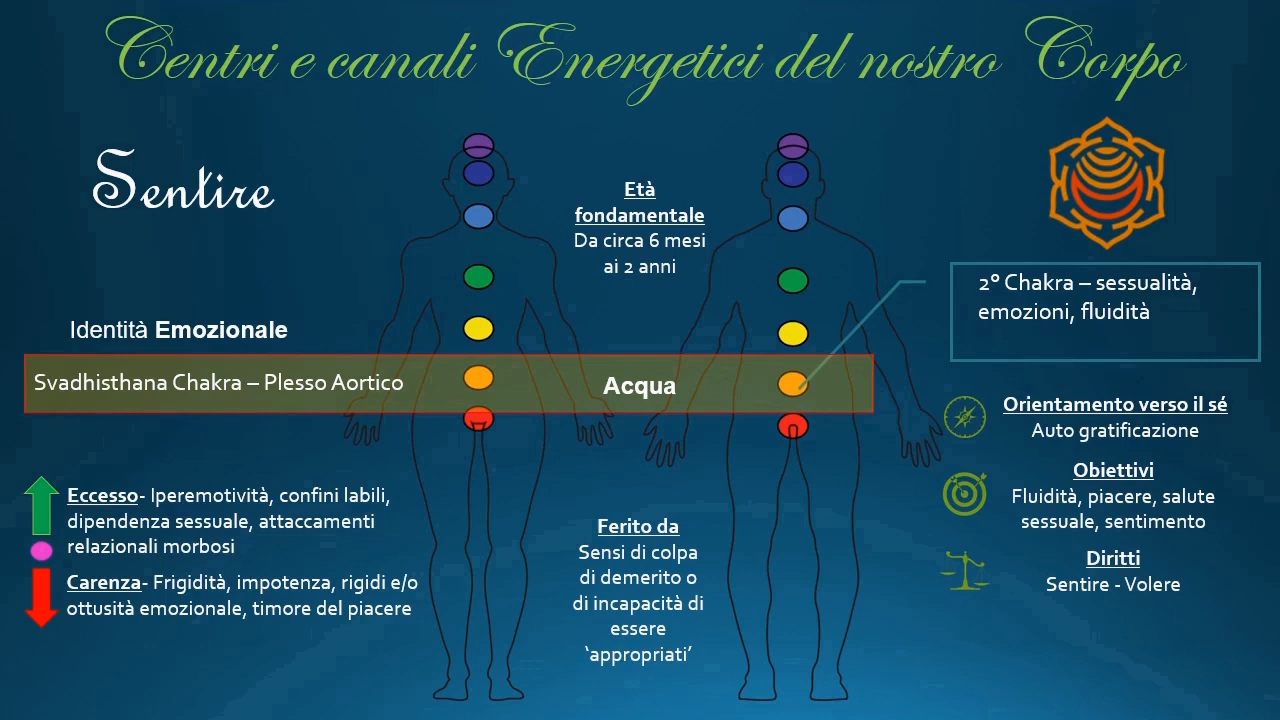 Centri e canali Energetici del nostro Corpo
Sentire
Età
fondamentale
Da circa 6 mesi
ai 2 anni
2° Chakra – sessualità,
emozioni, fluidità
Identità Emozionale
Svadhisthana Chakra – Plesso Aortico
Acqua
Orientamento verso il sé
Auto gratificazione
Obiettivi
Fluidità, piacere, salute
sessuale, sentimento
Diritti
Sentire - Volere
Eccesso- Iperemotività, confini labili,
dipendenza sessuale, attaccamenti
relazionali morbosi
Carenza- Frigidità, impotenza, rigidi e/o
ottusità emozionale, timore del piacere
Ferito da
Sensi di colpa
di demerito o
di incapacità di
essere
‘appropriati’